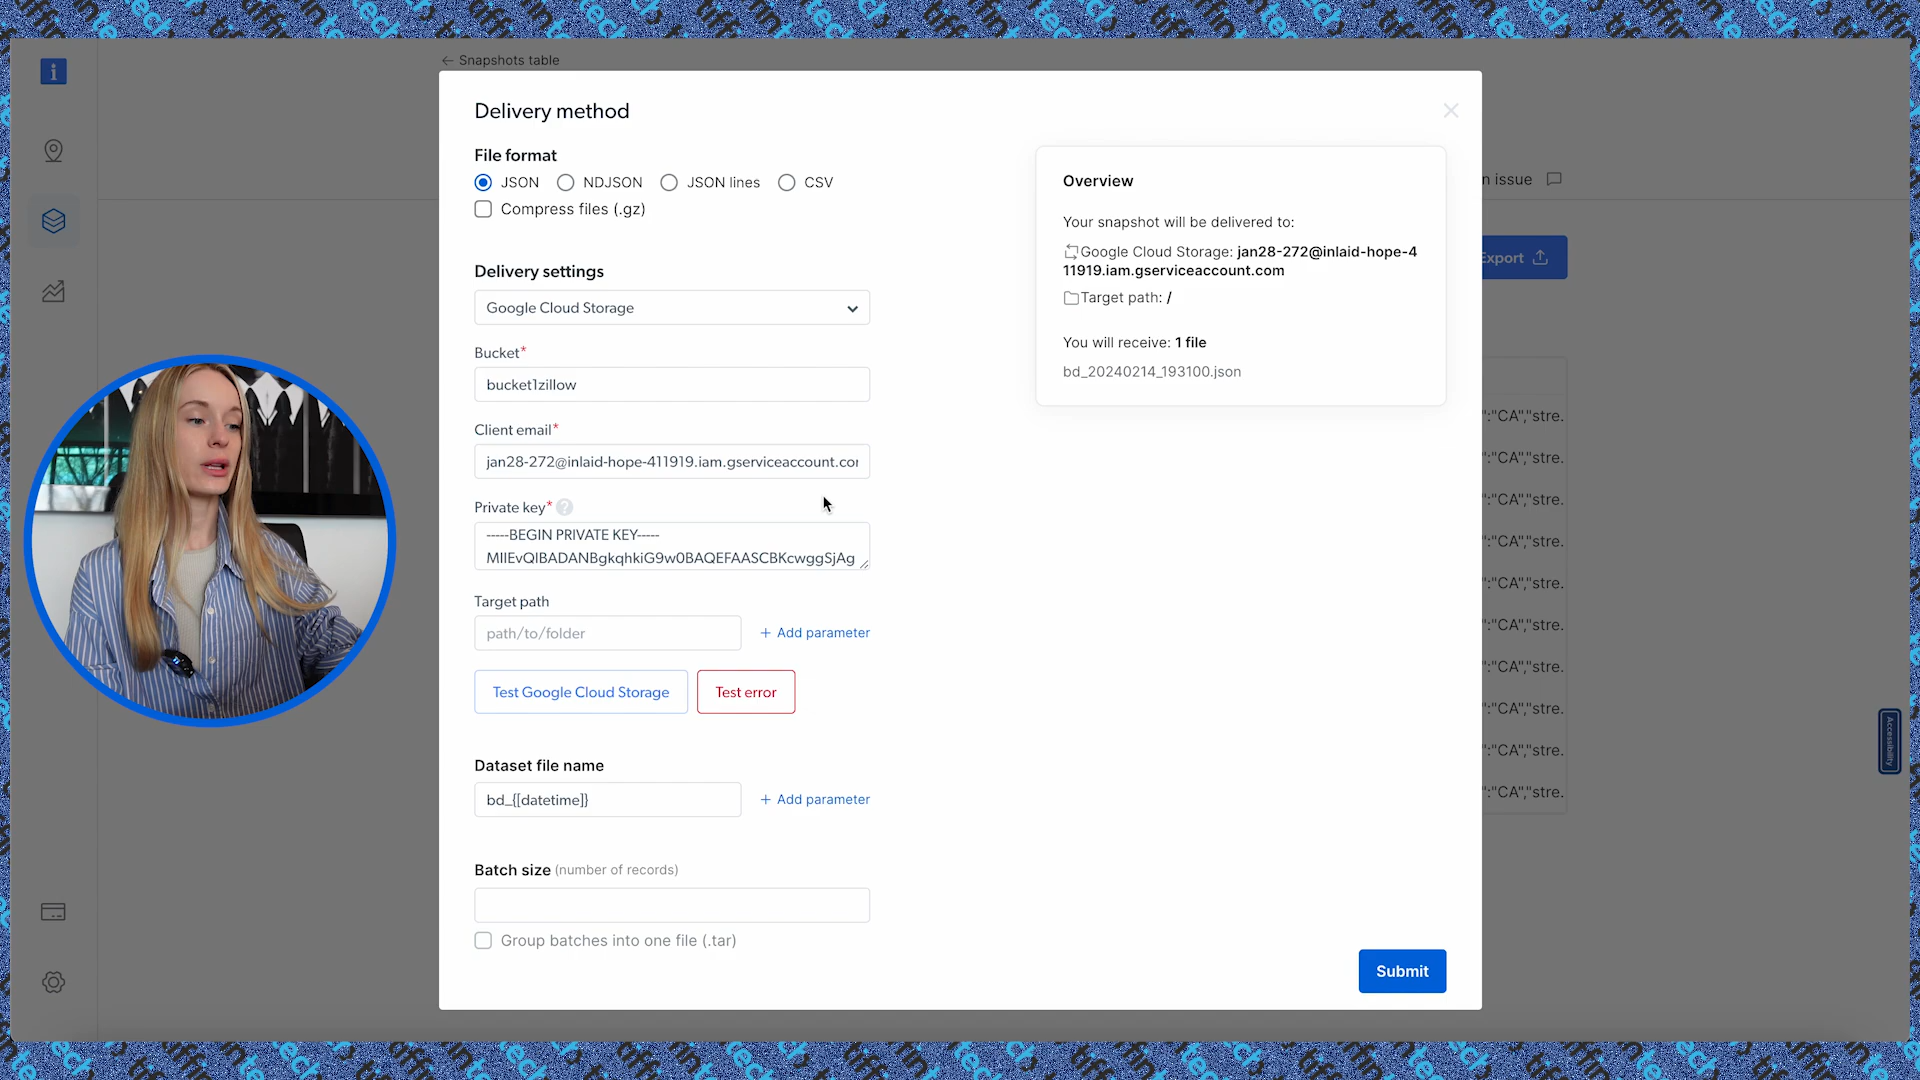 Snapshots table
Delivery method
File format
JSON
NDJSON
JSON lines
CSV
Compress files (.gz)
Delivery settings
Google Cloud Storage
Bucket*
bucket1zillow
Client email*
jan28-272@inlaid-hope-411919.iam.gserviceaccount.cor
Private key*
-----BEGIN PRIVATE KEY-----
MIIEvQIBADANBgkqhkiG9w0BAQEFAASCBKcwggSjAg
Target path
path/to/folder
+ Add parameter
Test Google Cloud Storage
Test error
Dataset file name
bd_{[datetime]}
+ Add parameter
Batch size (number of records)
Group batches into one file (.tar)
Submit
Overview
Your snapshot will be delivered to:
Google Cloud Storage: jan28-272@inlaid-hope-4
11919.iam.gserviceaccount.com
Target path: /
You will receive: 1 file
bd_20240214_193100.json
n issue
Export
":"CA","stre.
":"CA","stre.
":"CA","stre.
":"CA","stre.
":"CA","stre.
":"CA","stre.
":"CA","stre.
":"CA","stre.
":"CA","stre.
":"CA","stre.
Accessibility
tiffin
tech